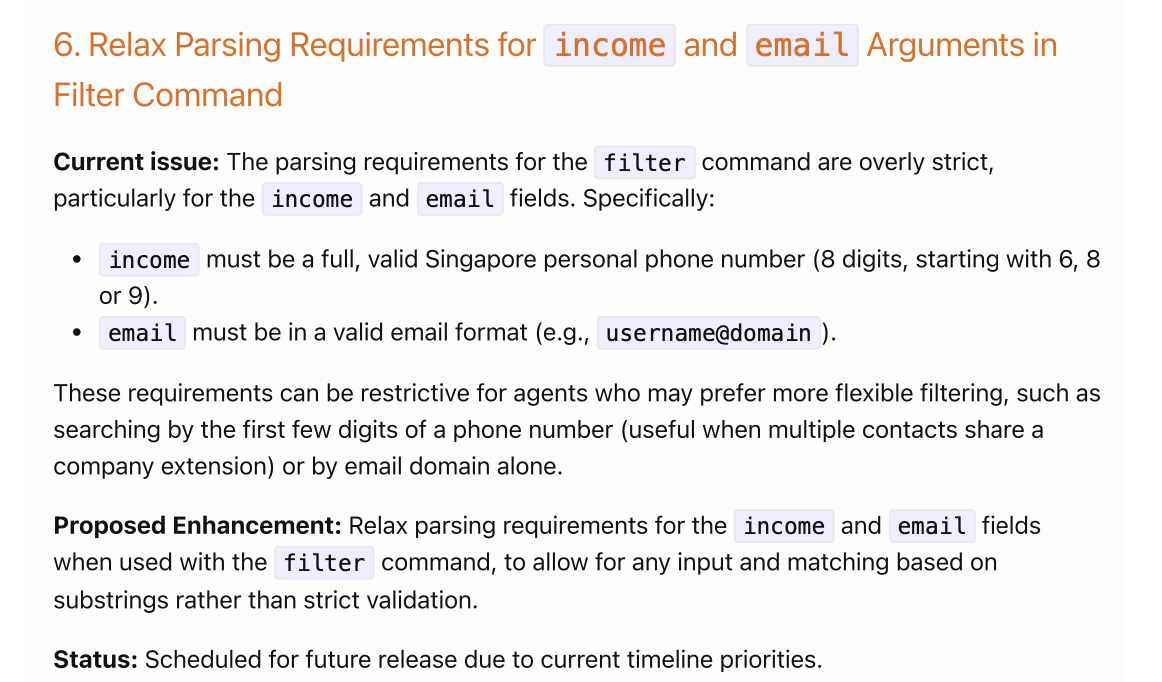 6. Relax Parsing Requirements for income and email Arguments in
Filter Command
Current issue: The parsing requirements for the filter command are overly strict,
particularly for the income and email fields. Specifically:
• income must be a full, valid Singapore personal phone number (8 digits, starting with 6, 8
or 9).
• email must be in a valid email format (e.g., username@domain ).
These requirements can be restrictive for agents who may prefer more flexible filtering, such as
searching by the first few digits of a phone number (useful when multiple contacts share a
company extension) or by email domain alone.
Proposed Enhancement: Relax parsing requirements for the income and email fields
when used with the filter command, to allow for any input and matching based on
substrings rather than strict validation.
Status: Scheduled for future release due to current timeline priorities.